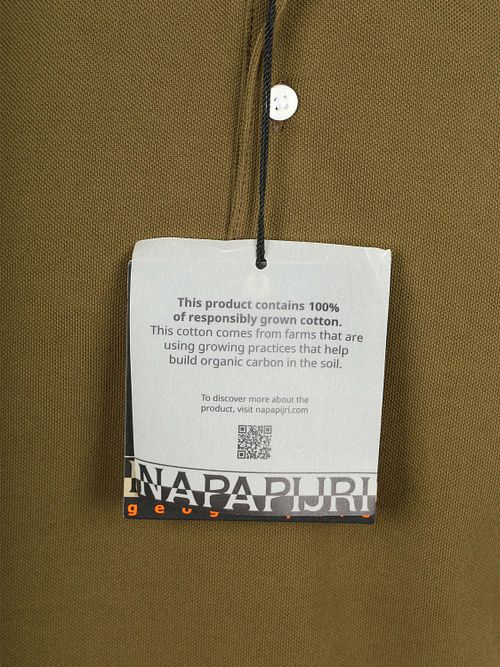 This product contains 100%
of responsibly grown cotton.
This cotton comes from farms that are
using growing practices that help
build organic carbon in the soil.
To discover more about the
product, visit napapijri.com
NAPAPIJRI